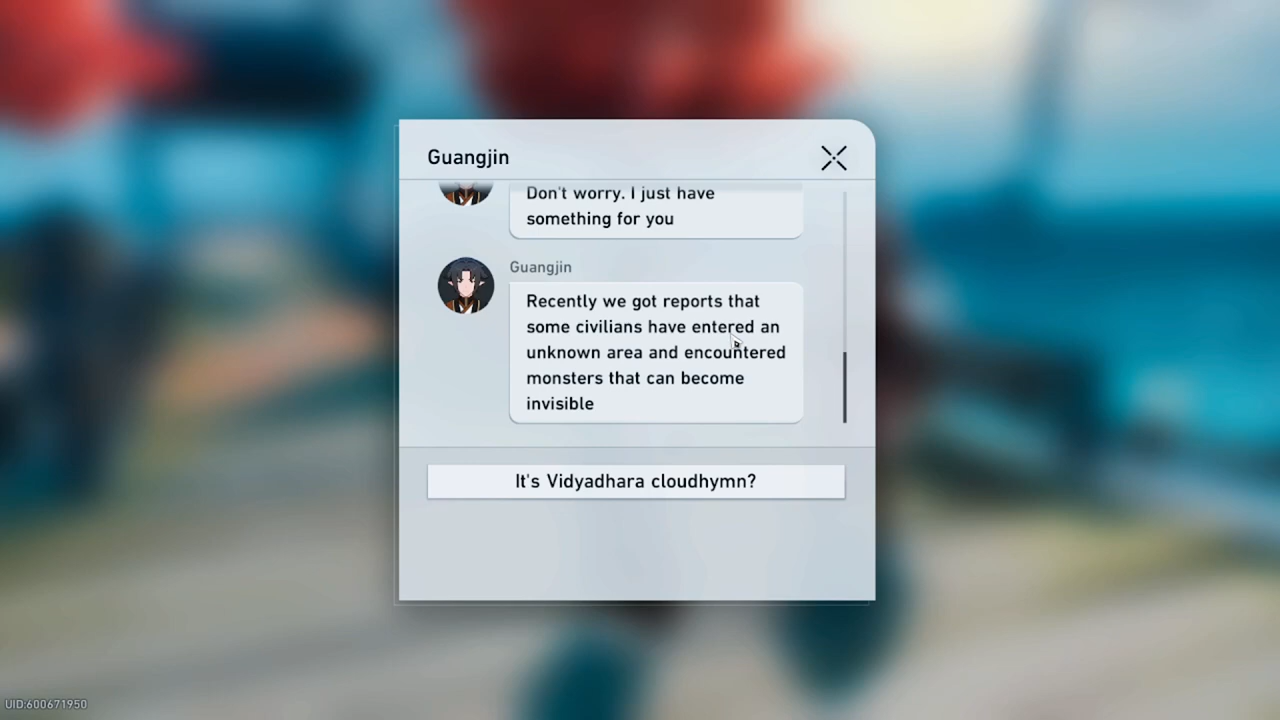 Guangjin
Don't worry. I just have
something for you
Guangjin
Recently we got reports that
some civilians have entered an
unknown area and encountered
monsters that can become
invisible
It's Vidyadhara cloudhymn?
UID:600671950